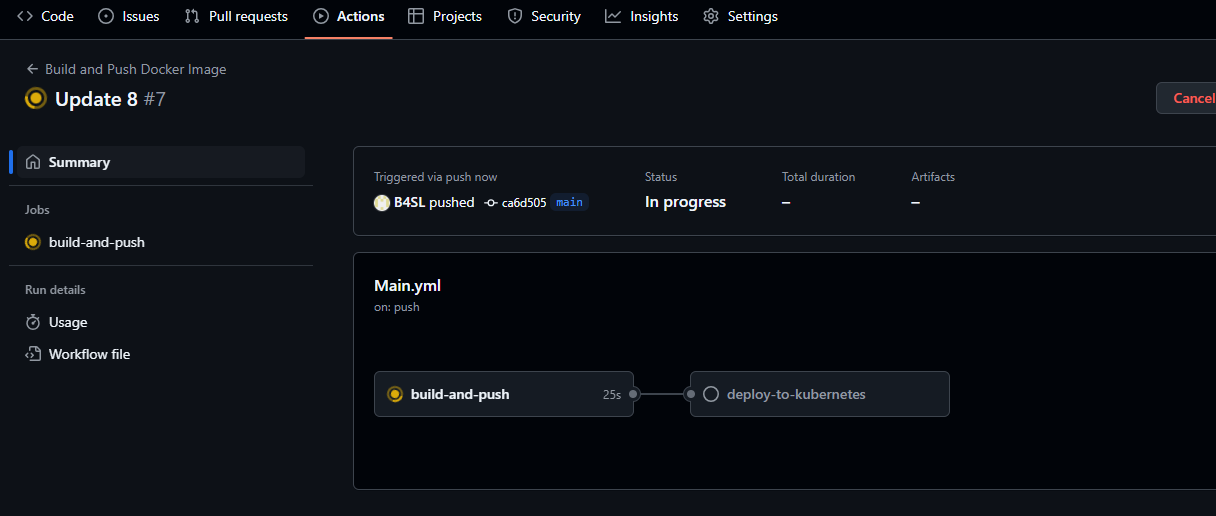 Code Issues Pull requests Actions Projects Security Insights Settings
Build and Push Docker Image
Update 8 #7
Cancel
Summary
Jobs
build-and-push
Run details
Usage
Workflow file
Triggered via push now
B4SL pushed ca6d505 main
Status
In progress
Total duration
–
Artifacts
–
Main.yml
on: push
build-and-push 25s
deploy-to-kubernetes